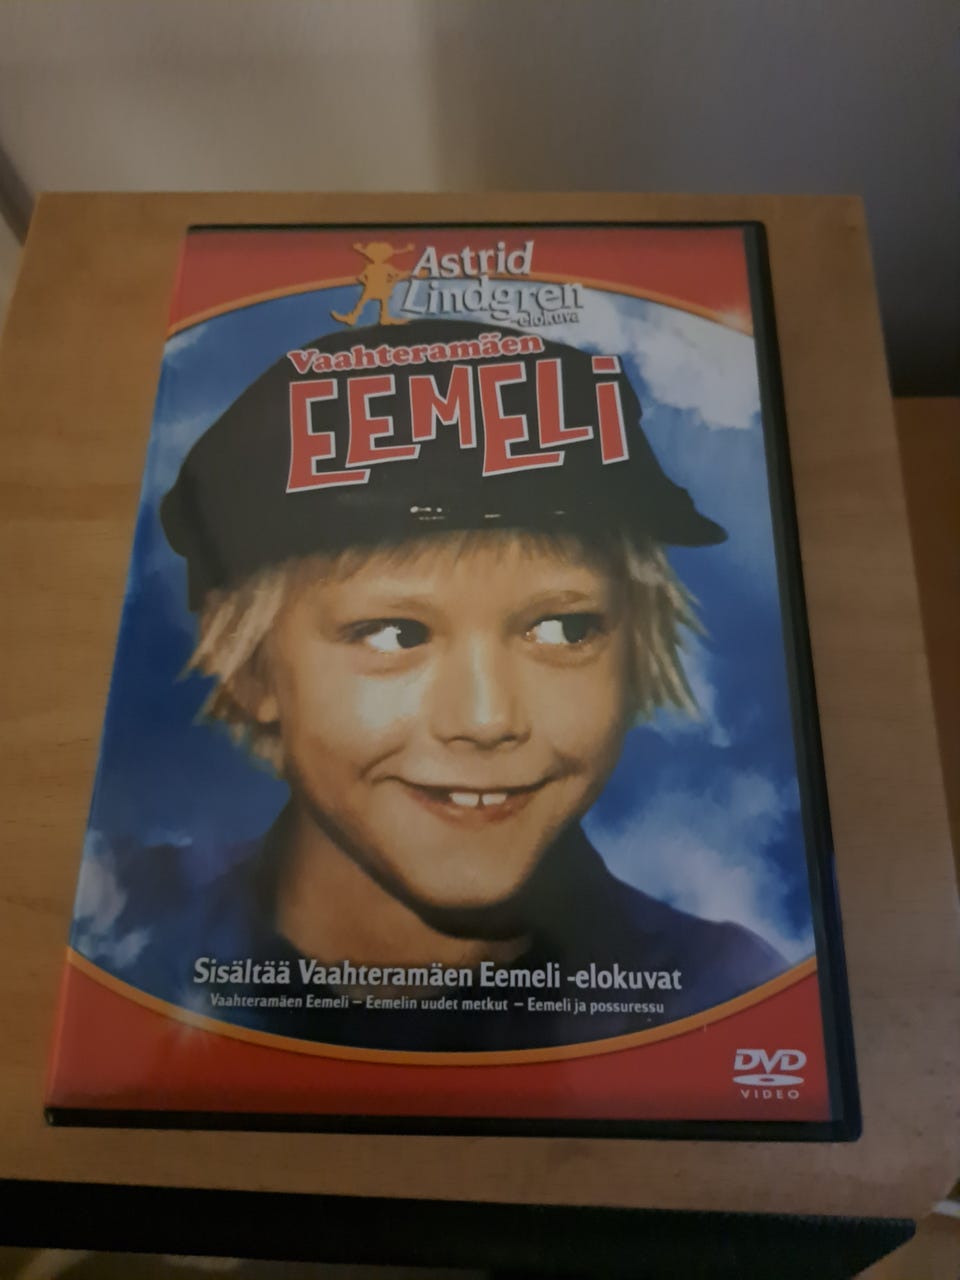 Astrid
Lindgren
-elokuva
Vaahteramäen
EEMELi
Sisältää Vaahteramäen Eemeli -elokuvat
Vaahteramäen Eemeli – Eemelin uudet metkut – Eemeli ja possuressu
DVD
VIDEO